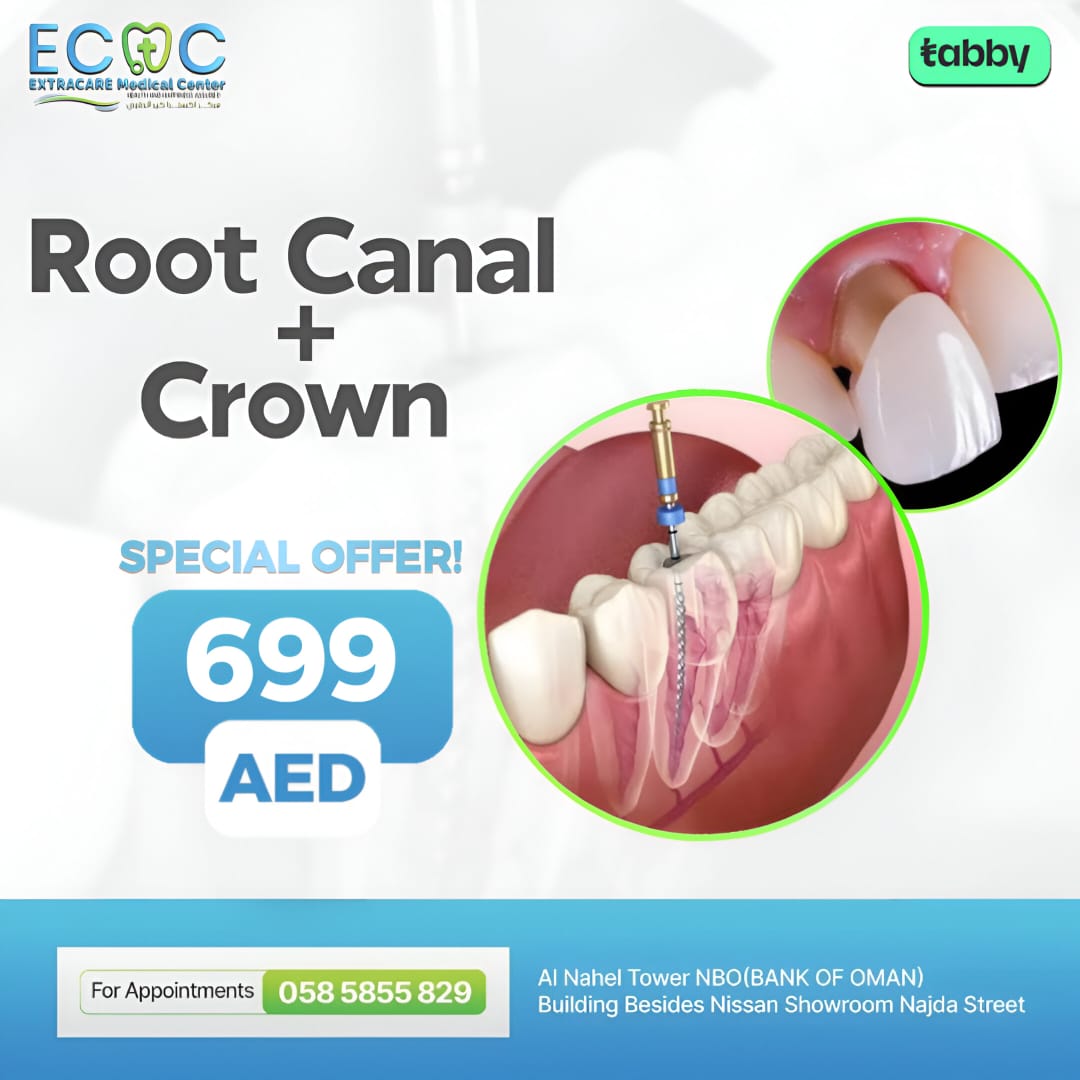 ECMC
EXTRACARE Medical Center
tabby
Root Canal
+
Crown
SPECIAL OFFER!
699
AED
For Appointments 058 5855 829
Al Nahel Tower NBO(BANK OF OMAN)
Building Besides Nissan Showroom Najda Street